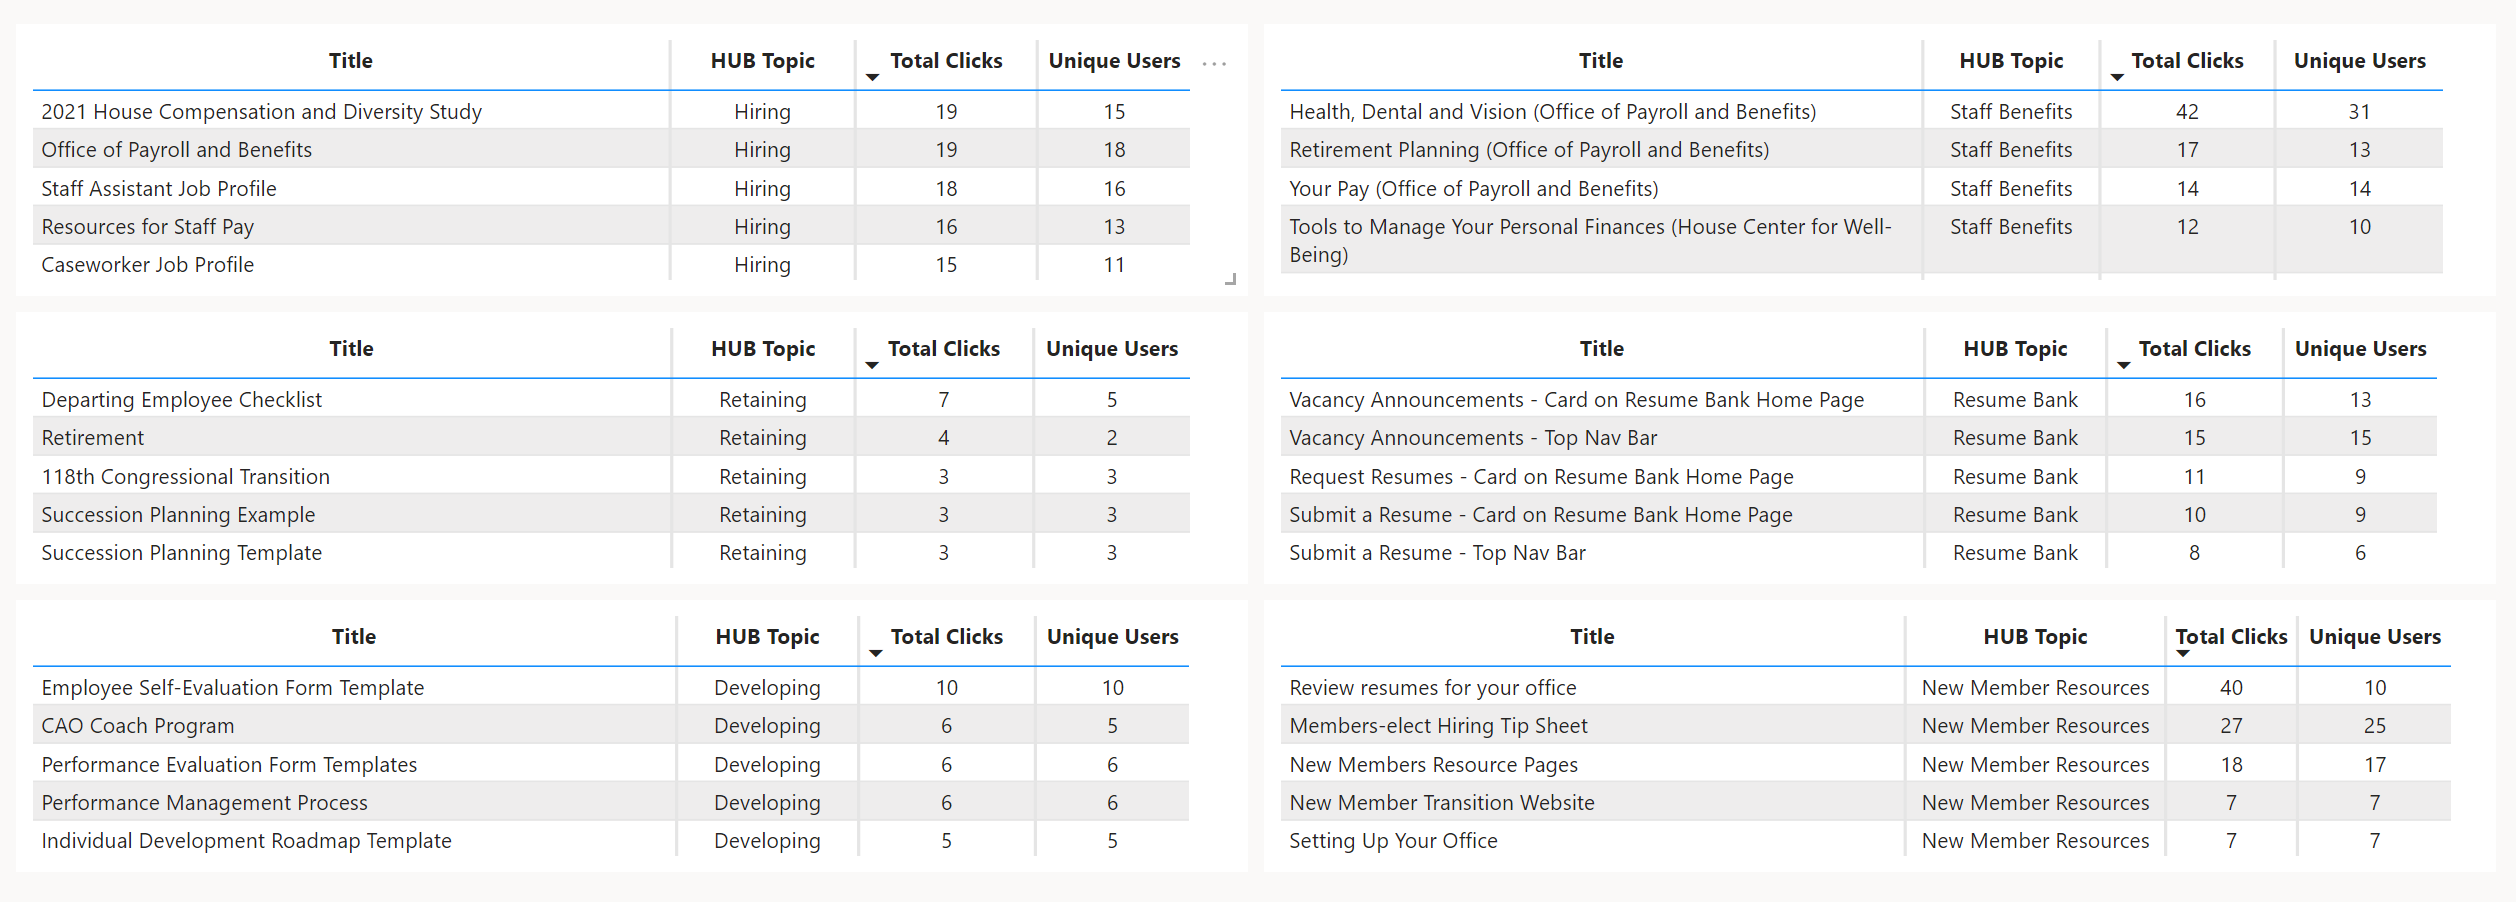 Title HUB Topic Total Clicks Unique Users
2021 House Compensation and Diversity Study Hiring 19 15
Office of Payroll and Benefits Hiring 19 18
Staff Assistant Job Profile Hiring 18 16
Resources for Staff Pay Hiring 16 13
Caseworker Job Profile Hiring 15 11
Title HUB Topic Total Clicks Unique Users
Health, Dental and Vision (Office of Payroll and Benefits) Staff Benefits 42 31
Retirement Planning (Office of Payroll and Benefits) Staff Benefits 17 13
Your Pay (Office of Payroll and Benefits) Staff Benefits 14 14
Tools to Manage Your Personal Finances (House Center for Well- Staff Benefits 12 10
Being)
Title HUB Topic Total Clicks Unique Users
Departing Employee Checklist Retaining 7 5
Retirement Retaining 4 2
118th Congressional Transition Retaining 3 3
Succession Planning Example Retaining 3 3
Succession Planning Template Retaining 3 3
Title HUB Topic Total Clicks Unique Users
Vacancy Announcements - Card on Resume Bank Home Page Resume Bank 16 13
Vacancy Announcements - Top Nav Bar Resume Bank 15 15
Request Resumes - Card on Resume Bank Home Page Resume Bank 11 9
Submit a Resume - Card on Resume Bank Home Page Resume Bank 10 9
Submit a Resume - Top Nav Bar Resume Bank 8 6
Title HUB Topic Total Clicks Unique Users
Employee Self-Evaluation Form Template Developing 10 10
CAO Coach Program Developing 6 5
Performance Evaluation Form Templates Developing 6 6
Performance Management Process Developing 6 6
Individual Development Roadmap Template Developing 5 5
Title HUB Topic Total Clicks Unique Users
Review resumes for your office New Member Resources 40 10
Members-elect Hiring Tip Sheet New Member Resources 27 25
New Members Resource Pages New Member Resources 18 17
New Member Transition Website New Member Resources 7 7
Setting Up Your Office New Member Resources 7 7